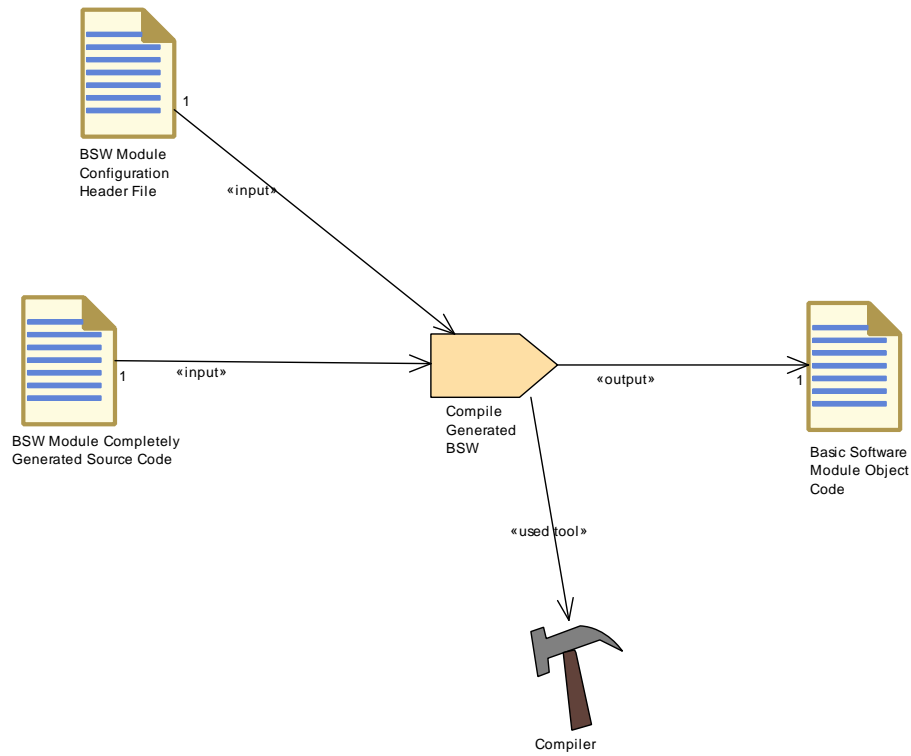 1
BSW Module
Configuration
Header File
«input»
1
«input»
BSW Module Completely
Generated Source Code
Compile
Generated
BSW
«output»
1
Basic Software
Module Object
Code
«used tool»
Compiler